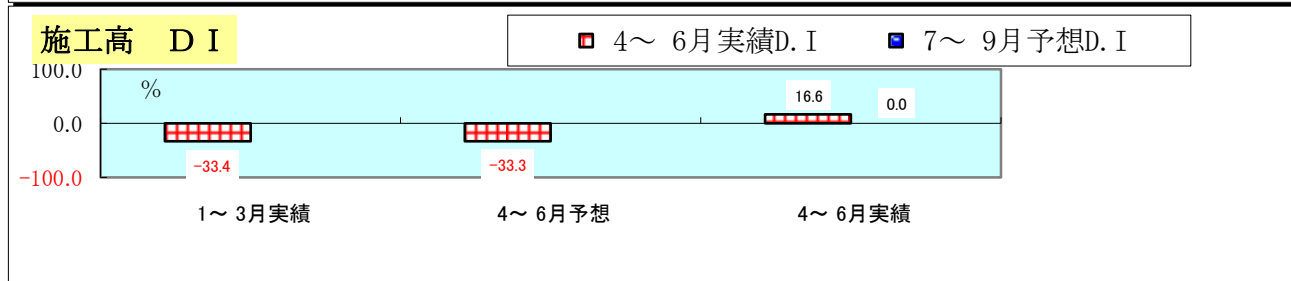 施工高　ＤＩ
4～ 6月実績D.I
7～ 9月予想D.I
100.0
%
16.6
0.0
0.0
-33.4
-33.3
-100.0
1～ 3月実績
4～ 6月予想
4～ 6月実績